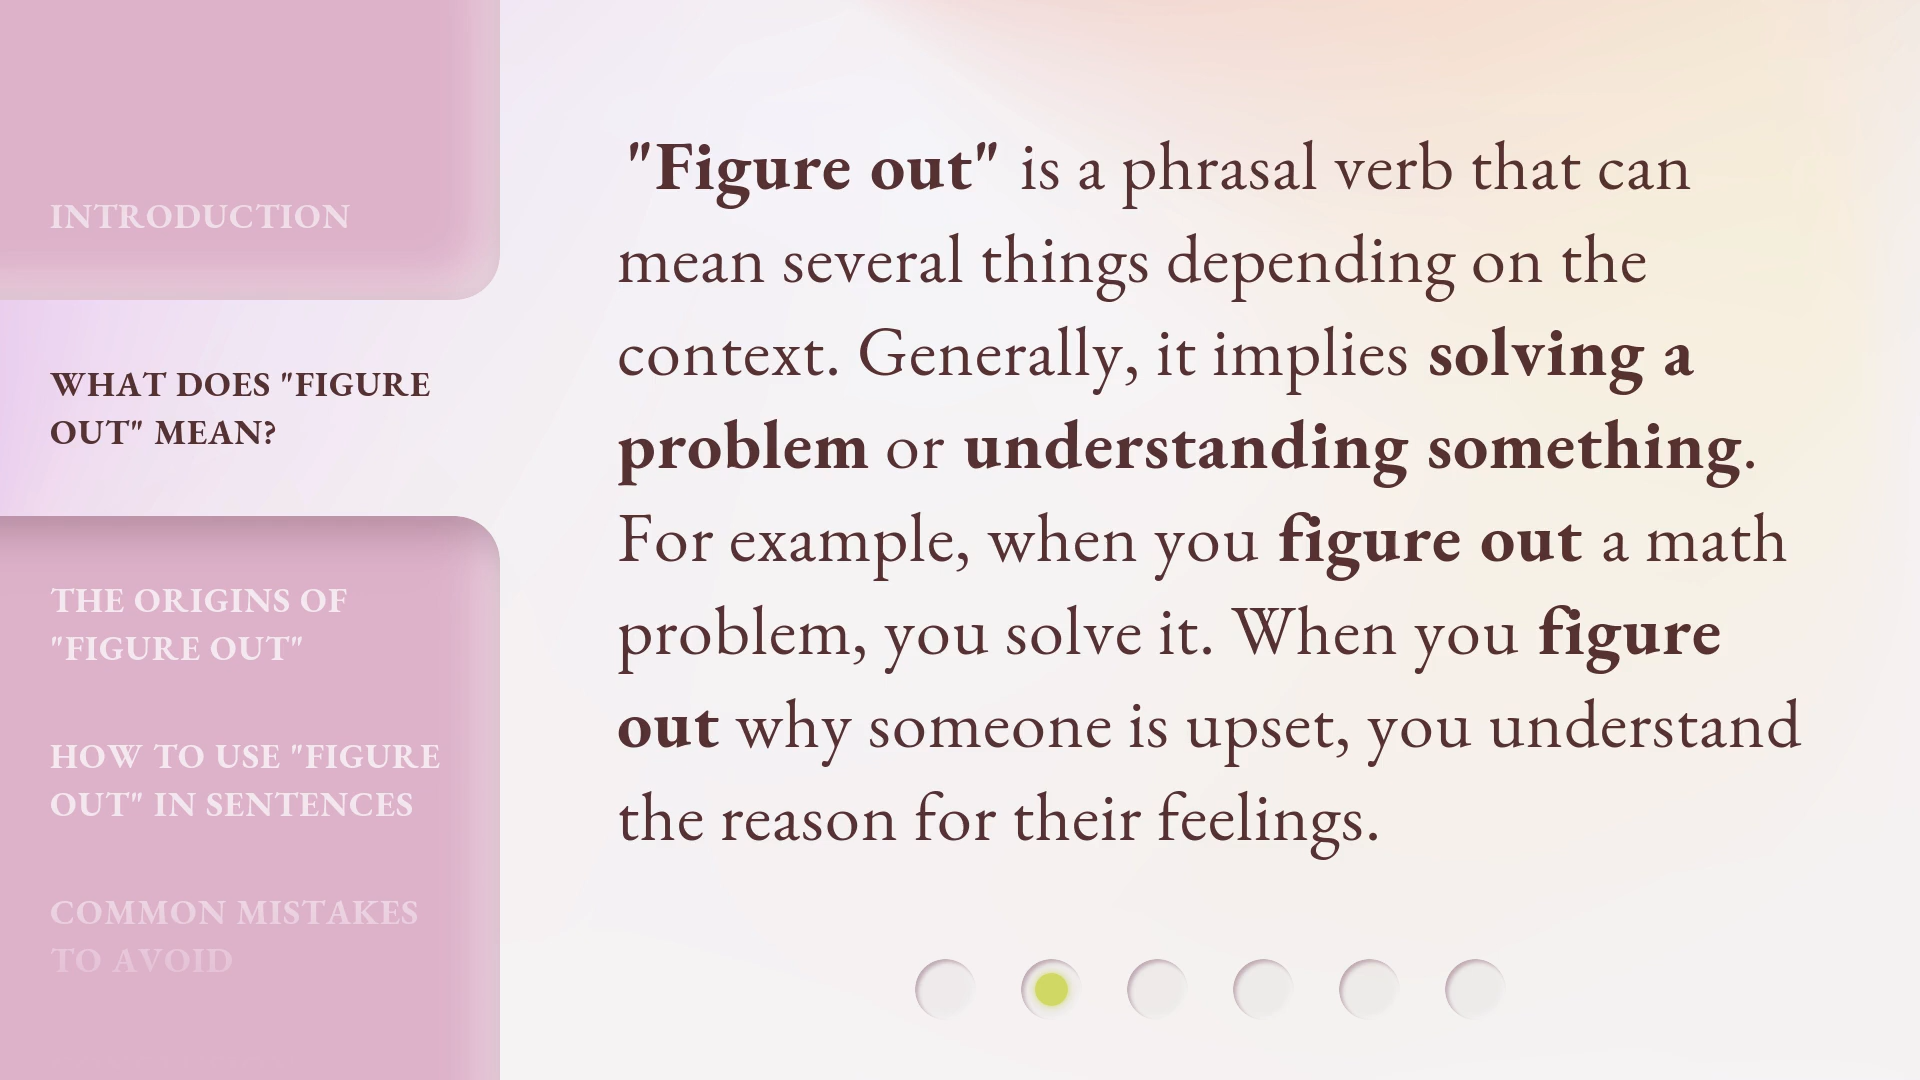 INTRODUCTION
WHAT DOES "FIGURE
OUT" MEAN?
THE ORIGINS OF
"FIGURE OUT"
HOW TO USE "FIGURE
OUT" IN SENTENCES
COMMON MISTAKES
TO AVOID
"Figure out" is a phrasal verb that can
mean several things depending on the
context. Generally, it implies solving a
problem or understanding something.
For example, when you figure out a math
problem, you solve it. When you figure
out why someone is upset, you understand
the reason for their feelings.